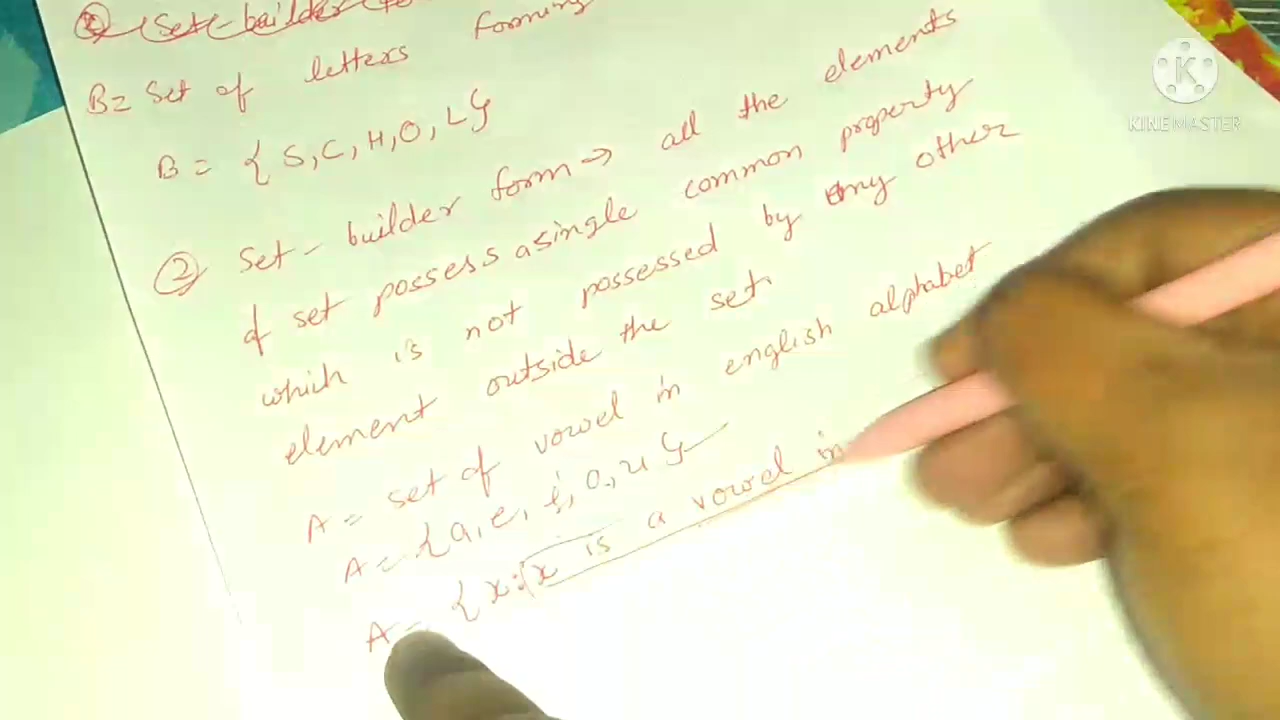 ② Set-builder
B = Set of letters forming
B = { S, C, H, O, L }
② Set-builder form → all the elements
of set possess a single common property
which is not possessed by any other
element outside the set.
A = set of vowel in english alphabet
A = { a, e, i, o, u }
A = { x : x is a vowel in
KINEMASTER